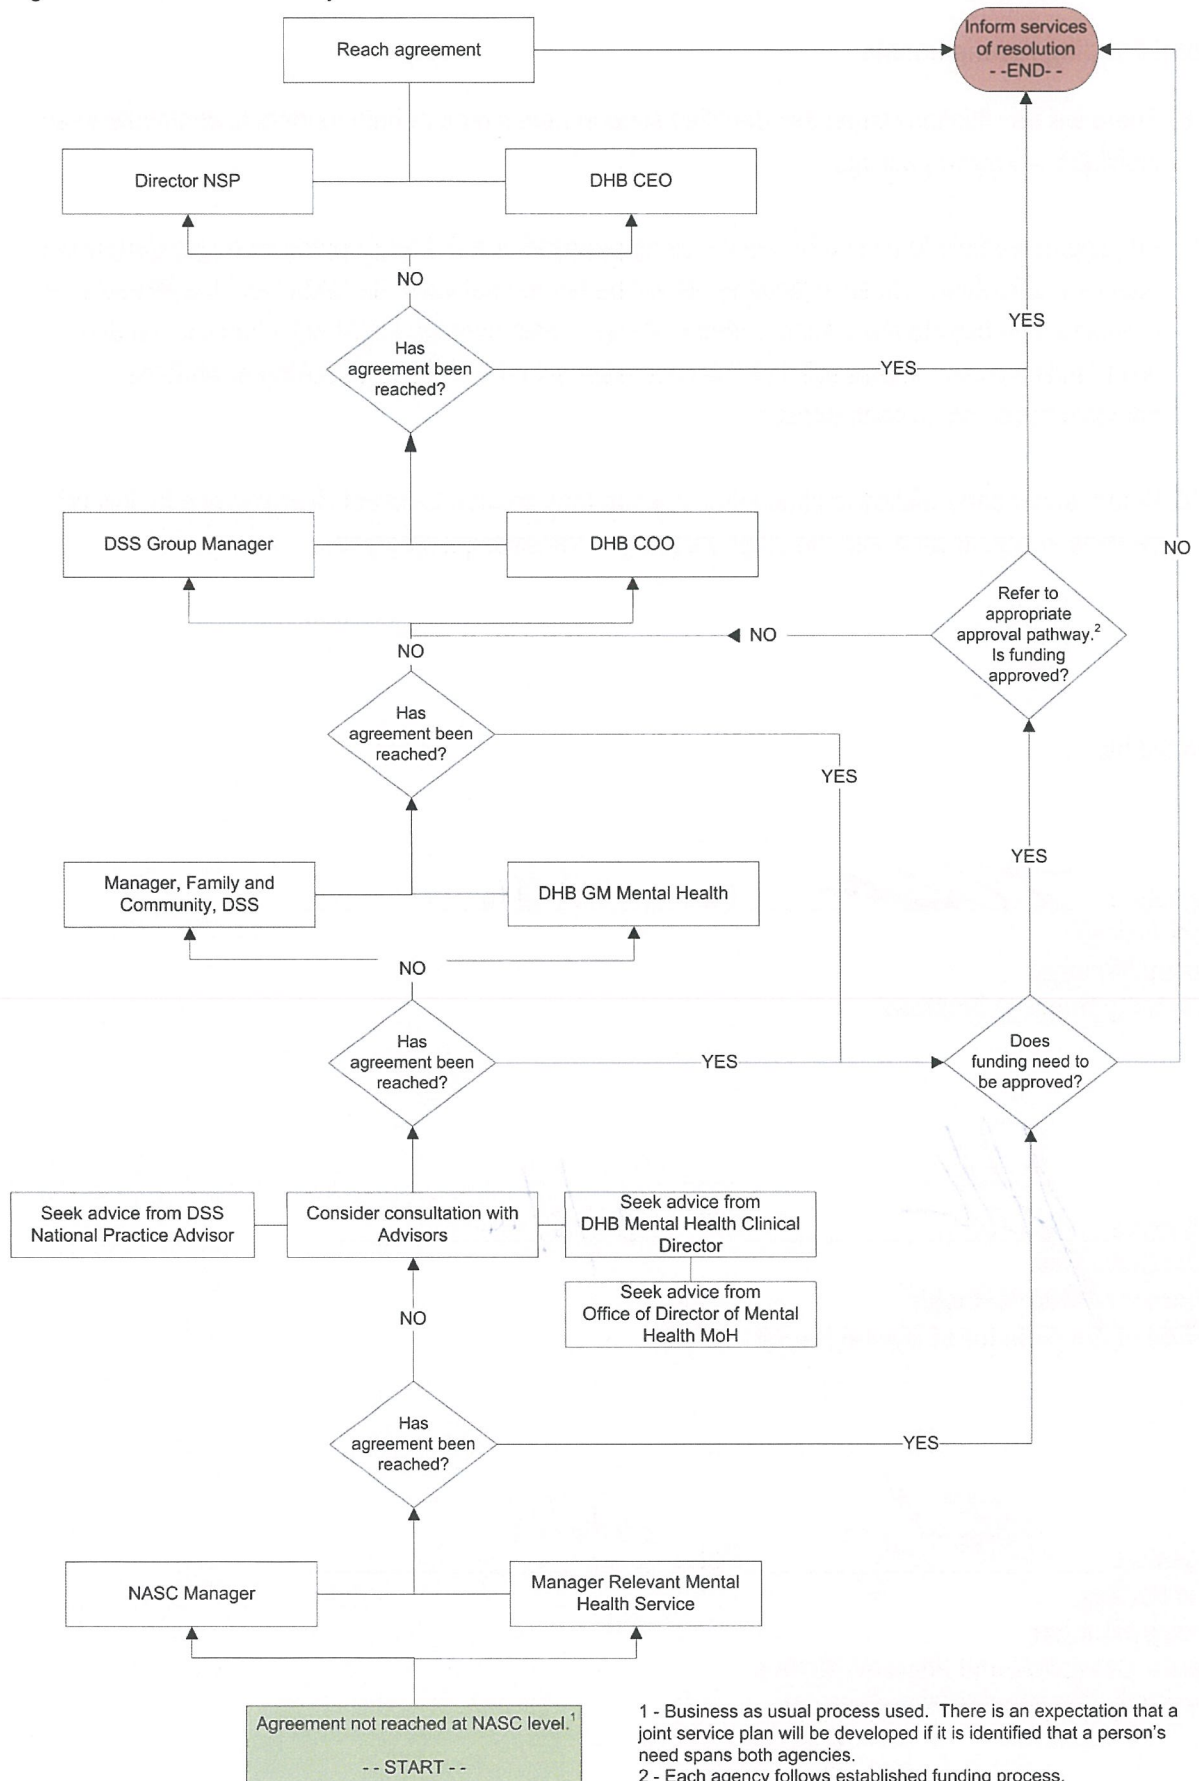 Reach agreement
Inform services
of resolution
--END--
Director NSP
DHB CEO
NO
YES
Has
agreement been
reached?
YES
DSS Group Manager
DHB COO
NO
Refer to
appropriate
approval pathway.2
Is funding
approved?
NO
NO
Has
agreement been
reached?
YES
YES
Manager, Family and
Community, DSS
DHB GM Mental Health
NO
Has
agreement been
reached?
YES
Does
funding need to
be approved?
Seek advice from DSS
National Practice Advisor
Consider consultation with
Advisors
Seek advice from
DHB Mental Health Clinical
Director
Seek advice from
Office of Director of Mental
Health MoH
NO
Has
agreement been
reached?
YES
NASC Manager
Manager Relevant Mental
Health Service
Agreement not reached at NASC level.1
- - START - -
1 - Business as usual process used. There is an expectation that a
joint service plan will be developed if it is identified that a person's
need spans both agencies.
2 - Each agency follows established funding process.